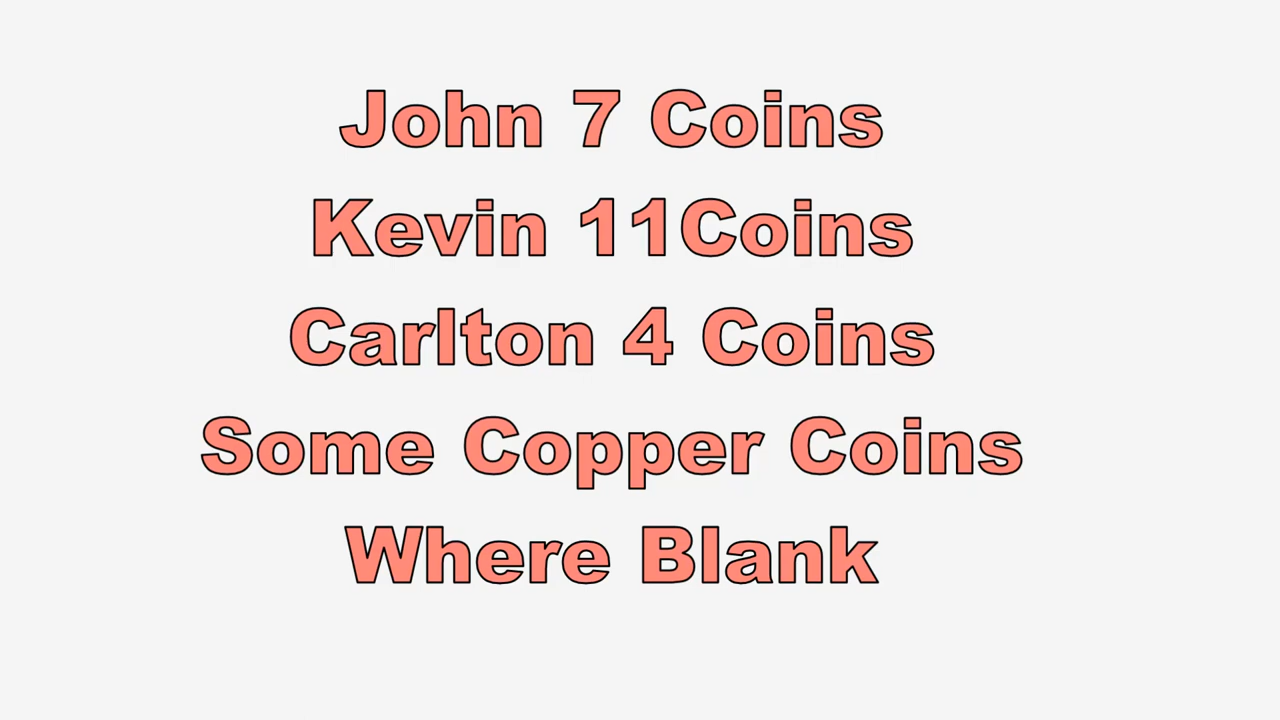 John 7 Coins
Kevin 11Coins
Carlton 4 Coins
Some Copper Coins
Where Blank